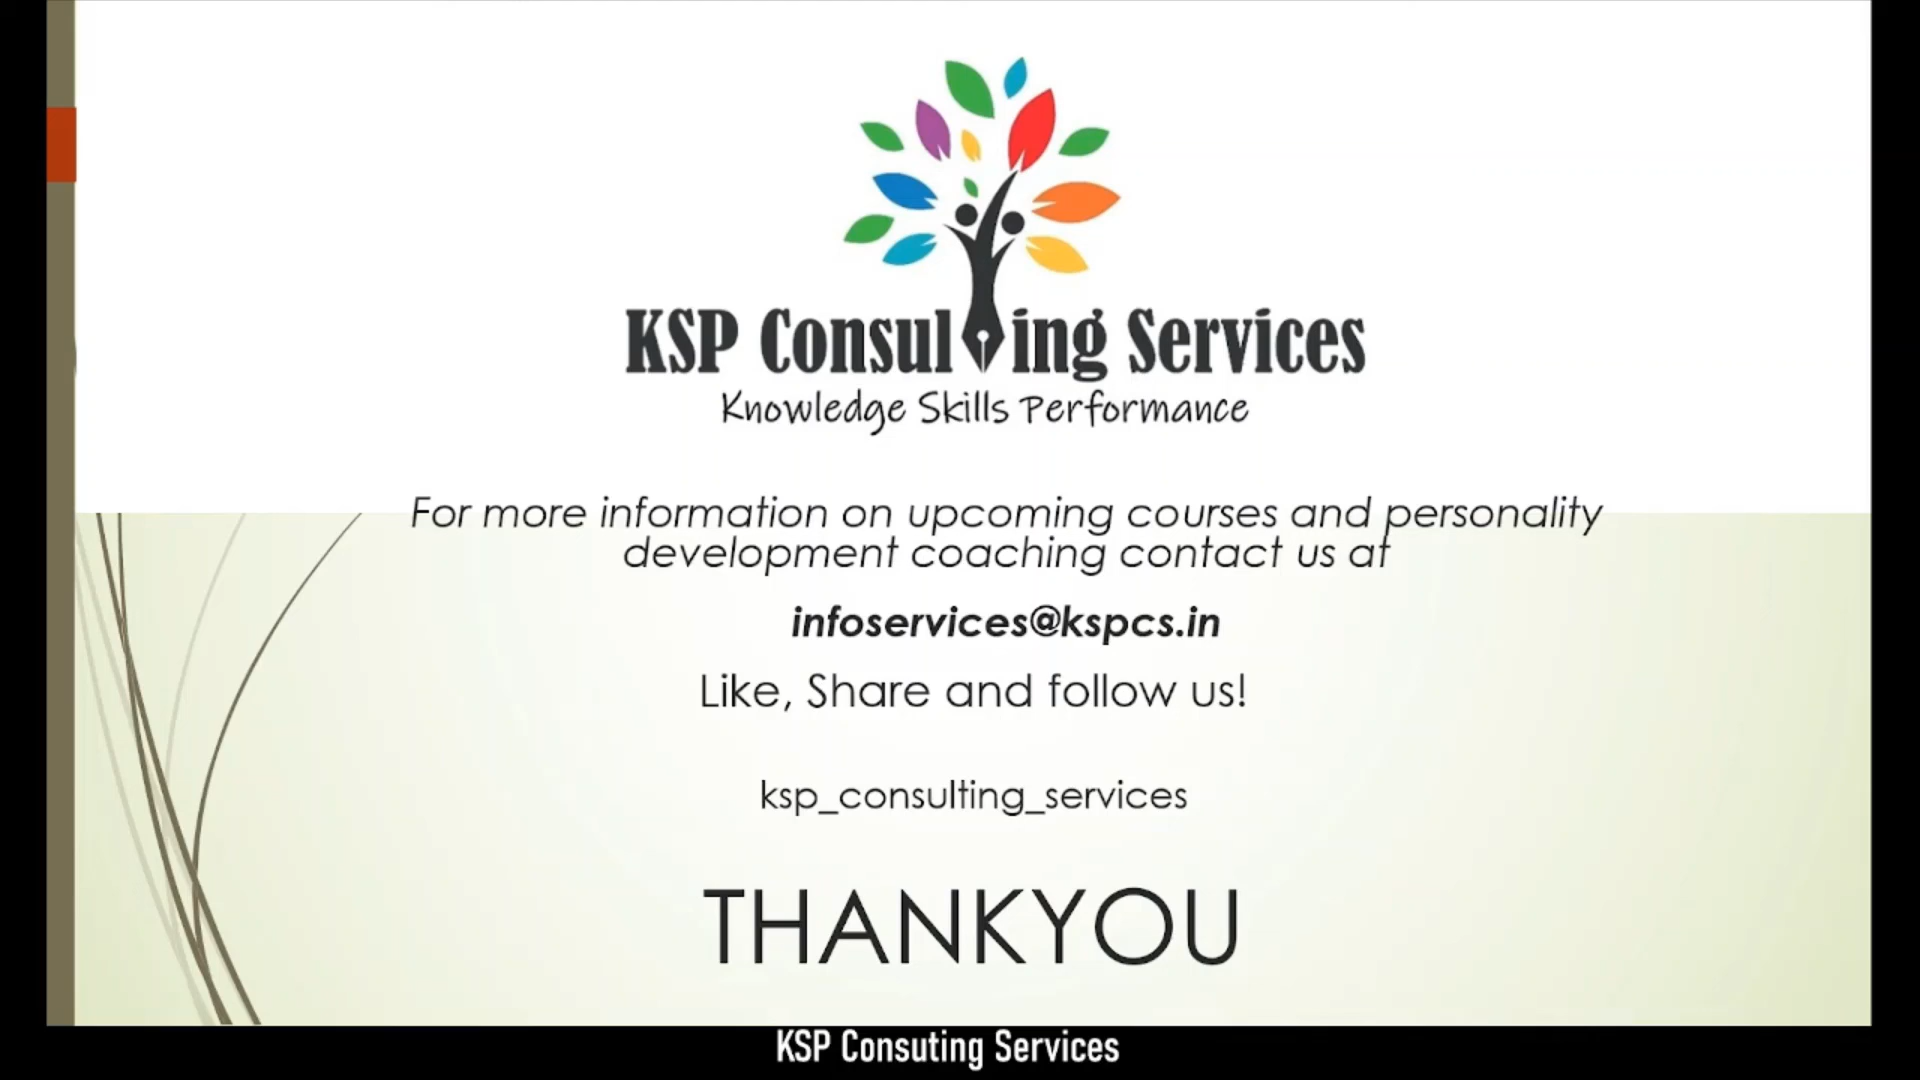 KSP Consulting Services
Knowledge Skills Performance
For more information on upcoming courses and personality
development coaching contact us at
infoservices@kspcs.in
Like, Share and follow us!
ksp_consulting_services
THANKYOU
KSP Consuting Services